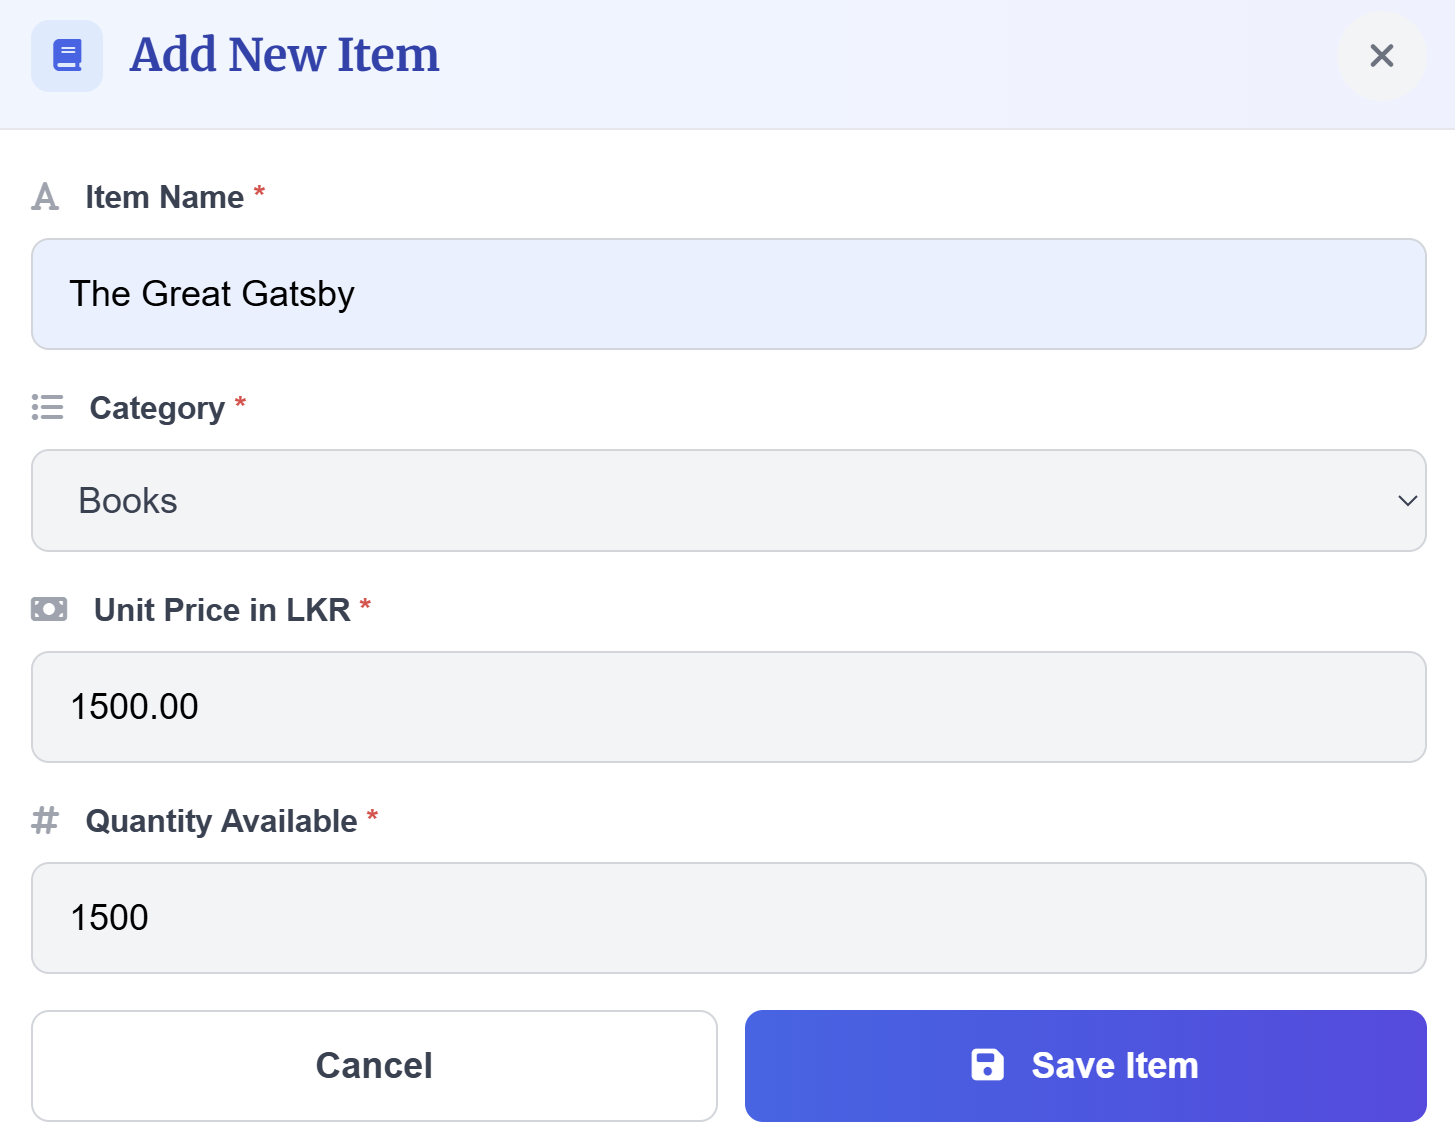 Add New Item
Item Name *
The Great Gatsby
Category *
Books
Unit Price in LKR *
1500.00
# Quantity Available *
1500
Cancel
Save Item